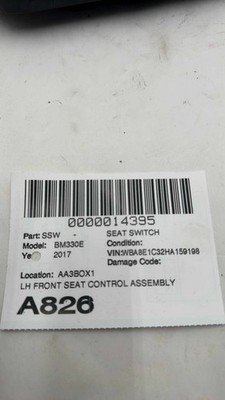 0000014395
Part: SSW - SEAT SWITCH
Model: BM330E Condition:
2017 VIN:WBA8E1C32HA159198
Damage Code:
Location: AA3BOX1
LH FRONT SEAT CONTROL ASSEMBLY
A826